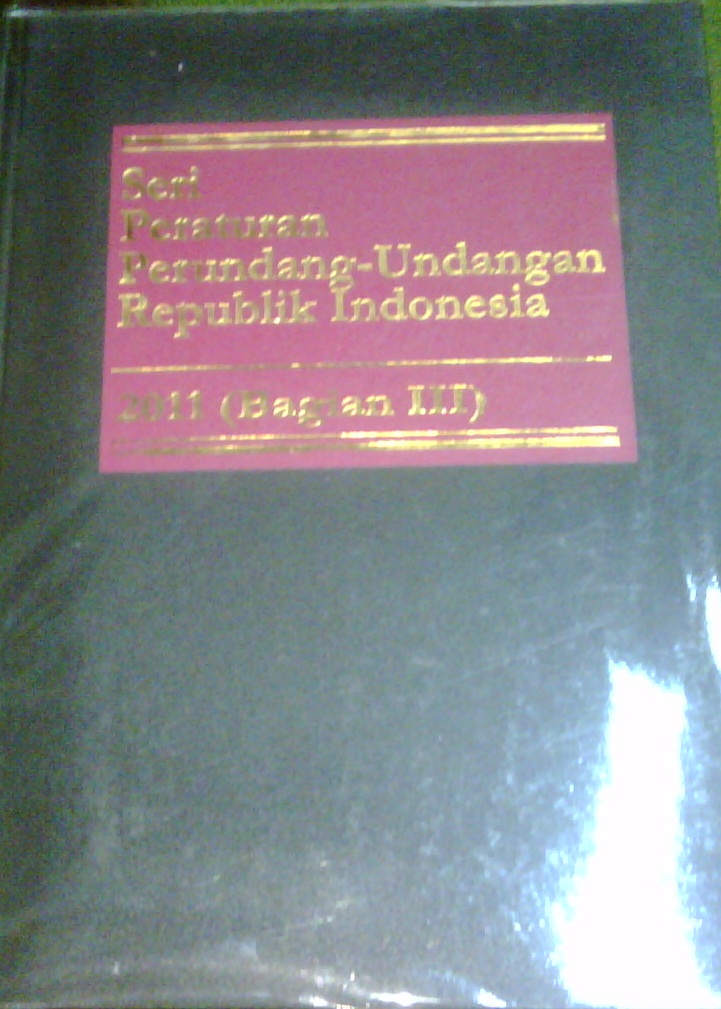 Seri
Peraturan
Perundang-Undangan
Republik Indonesia
2011 (Bagian III)